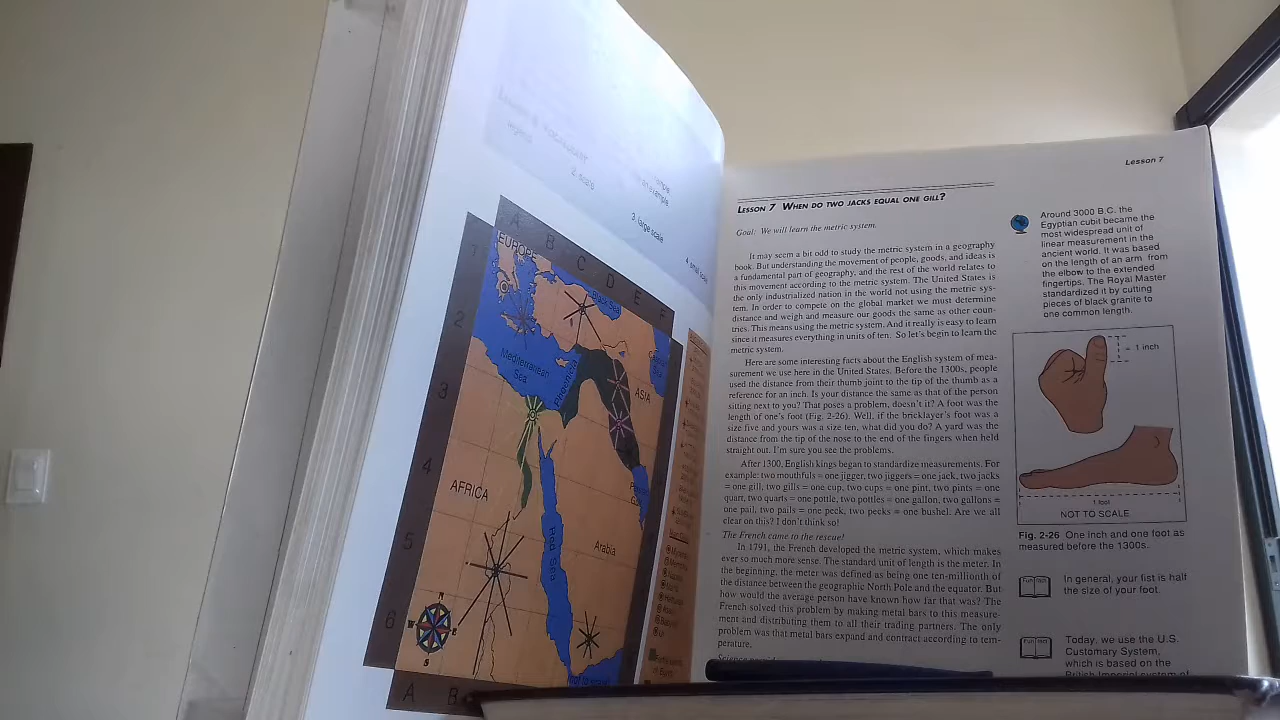 2. scale
an example
3. large scale
A B C D E F
1
2
3
4
5
6
EUROPE
Black Sea
Mediterranean
Sea
Phoenicia
ASIA
AFRICA
Red Sea
Arabia
N
W E
S
Not to scale
A B
Lesson 7
LESSON 7 WHEN DO TWO JACKS EQUAL ONE GILL?
Goal: We will learn the metric system.
It may seem a bit odd to study the metric system in a geography
book. But understanding the movement of people, goods, and ideas is
a fundamental part of geography, and the rest of the world relates to
this movement according to the metric system. The United States is
the only industrialized nation in the world not using the metric sys-
tem. In order to compete on the global market we must determine
distance and weigh and measure our goods the same as other coun-
tries. This means using the metric system. And it really is easy to learn
since it measures everything in units of ten. So let's begin to learn the
metric system.
Here are some interesting facts about the English system of mea-
surement we use here in the United States. Before the 1300s, people
used the distance from their thumb joint to the tip of the thumb as a
reference for an inch. Is your distance the same as that of the person
sitting next to you? That poses a problem, doesn't it? A foot was the
length of one's foot (Fig. 2-26). Well, if the bricklayer's foot was a
size five and yours was a size ten, what did you do? A yard was the
distance from the tip of the nose to the end of the fingers when held
straight out. I'm sure you see the problems.
After 1300, English kings began to standardize measurements. For
example: two mouthfuls = one jigger, two jiggers = one jack, two jacks
= one gill, two gills = one cup, two cups = one pint, two pints = one
quart, two quarts = one pottle, two pottles = one gallon, two gallons =
one pail, two pails = one peck, two pecks = one bushel. Are we all
clear on this? I don't think so!
The French came to the rescue!
In 1791, the French developed the metric system, which makes
ever so much more sense. The standard unit of length is the meter. In
the beginning, the meter was defined as being one ten-millionth of
the distance between the geographic North Pole and the equator. But
how would the average person have known how far that was? The
French solved this problem by making metal bars to this measure-
ment and distributing them to all their trading partners. The only
problem was that metal bars expand and contract according to tem-
perature.
Around 3000 B.C. the
Egyptian cubit became the
most widespread unit of
linear measurement in the
ancient world. It was based
on the length of an arm from
the elbow to the extended
fingertips. The Royal Master
standardized it by cutting
pieces of black granite to
one common length.
= 1 inch
1 foot
NOT TO SCALE
Fig. 2-26 One inch and one foot as
measured before the 1300s.
Fun fact
In general, your fist is half
the size of your foot.
Fun fact
Today, we use the U.S.
Customary System,
which is based on the
British Imperial system of